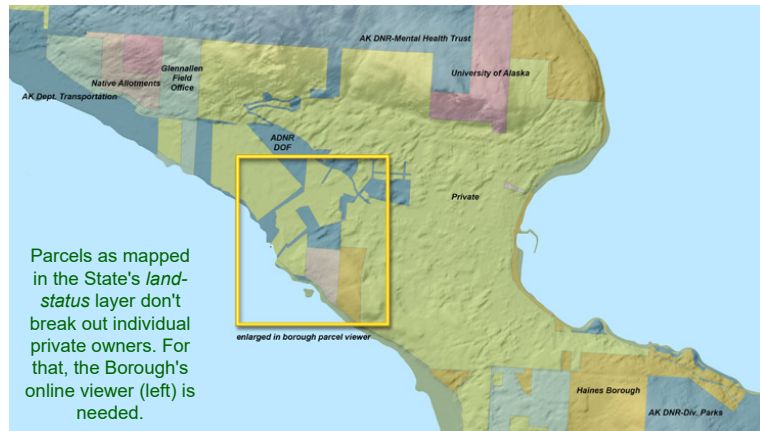 AK DNR-Mental Health Trust
Glennallen
Field
Office
University of Alaska
Native Allotments
AK Dept. Transportation
ADNR
DOF
Private
Parcels as mapped
in the State's land-
status layer don't
break out individual
private owners. For
that, the Borough's
online viewer (left) is
needed.
enlarged in borough parcel viewer
Haines Borough
AK DNR-Div. Parks